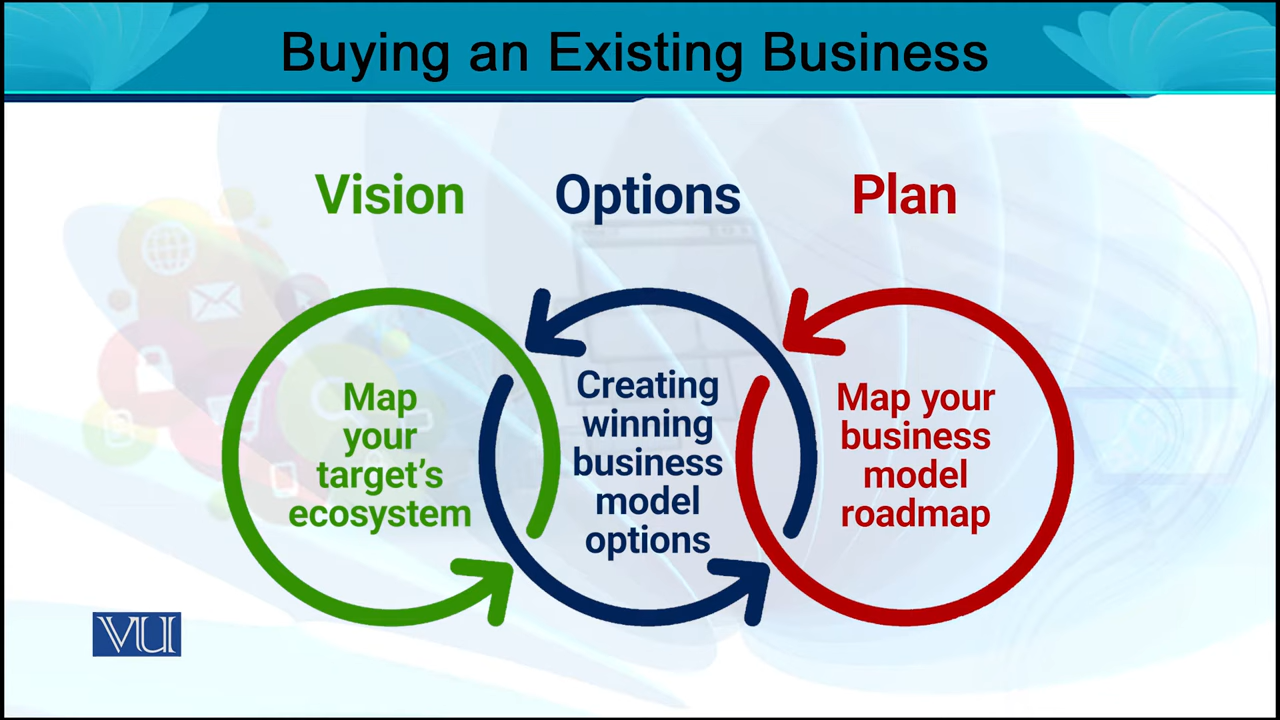 Buying an Existing Business
Vision
Options
Plan
Map
your
target's
ecosystem
Creating
winning
business
model
options
Map your
business
model
roadmap
VU